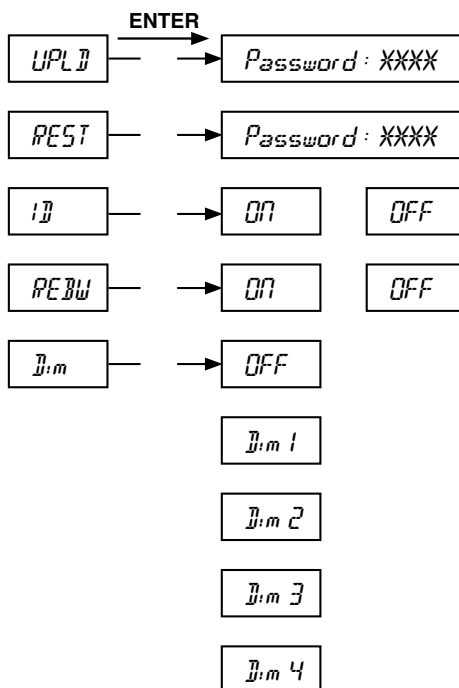 ENTER
UPLD Password: XXXX
REST Password: XXXX
ID ON OFF
REBW ON OFF
Dim OFF
Dim 1
Dim 2
Dim 3
Dim 4